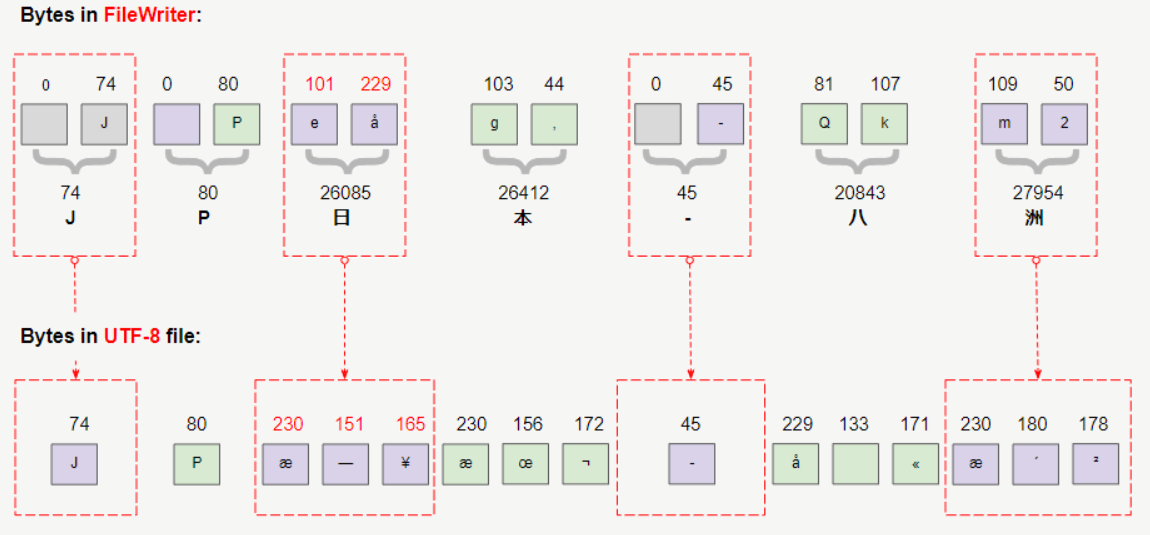 Bytes in FileWriter:
0 74 0 80 101 229 103 44 0 45 81 107 109 50
J P e å g , - Q k m 2
74 80 26085 26412 45 20843 27954
J P 日 本 - 八 洲
Bytes in UTF-8 file:
74 80 230 151 165 230 156 172 45 229 133 171 230 180 178
J P æ — ¥ æ œ ¬ - å « æ ´ ²